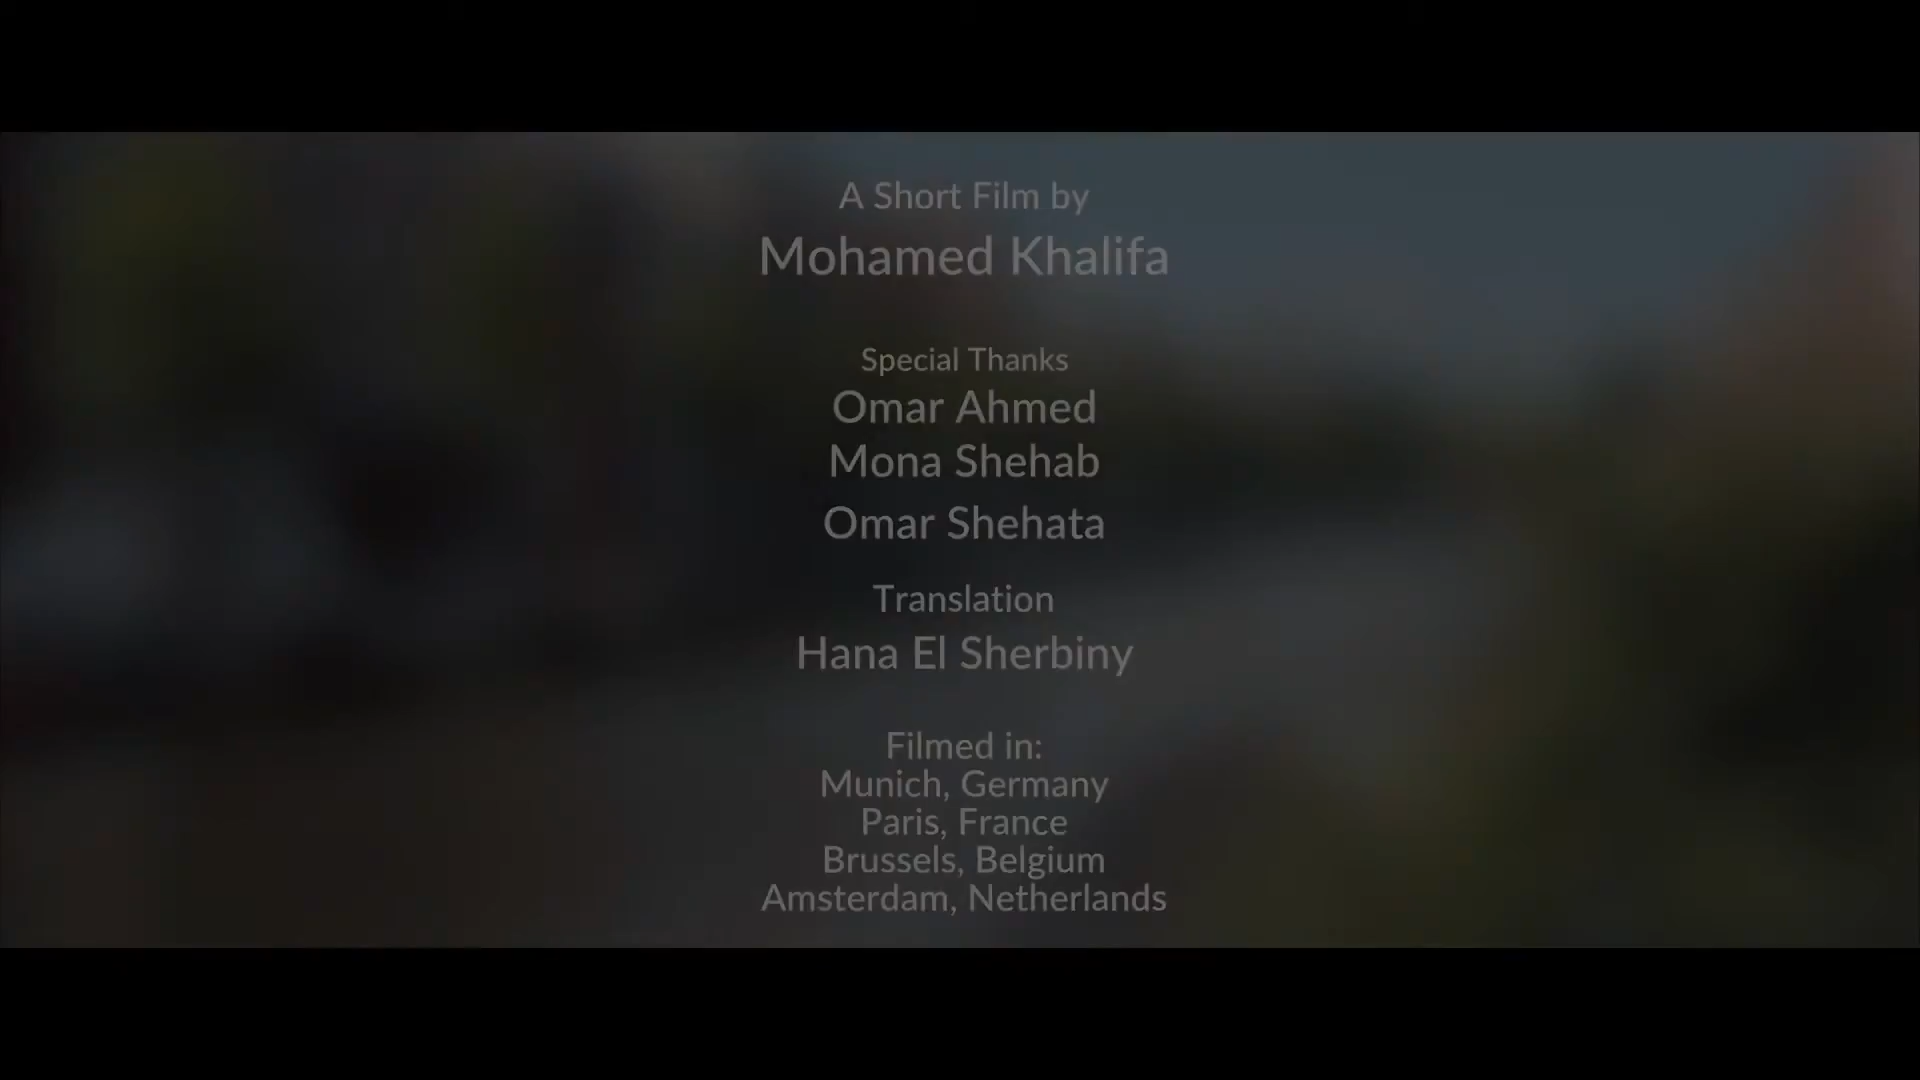 A Short Film by
Mohamed Khalifa
Special Thanks
Omar Ahmed
Mona Shehab
Omar Shehata
Translation
Hana El Sherbiny
Filmed in:
Munich, Germany
Paris, France
Brussels, Belgium
Amsterdam, Netherlands